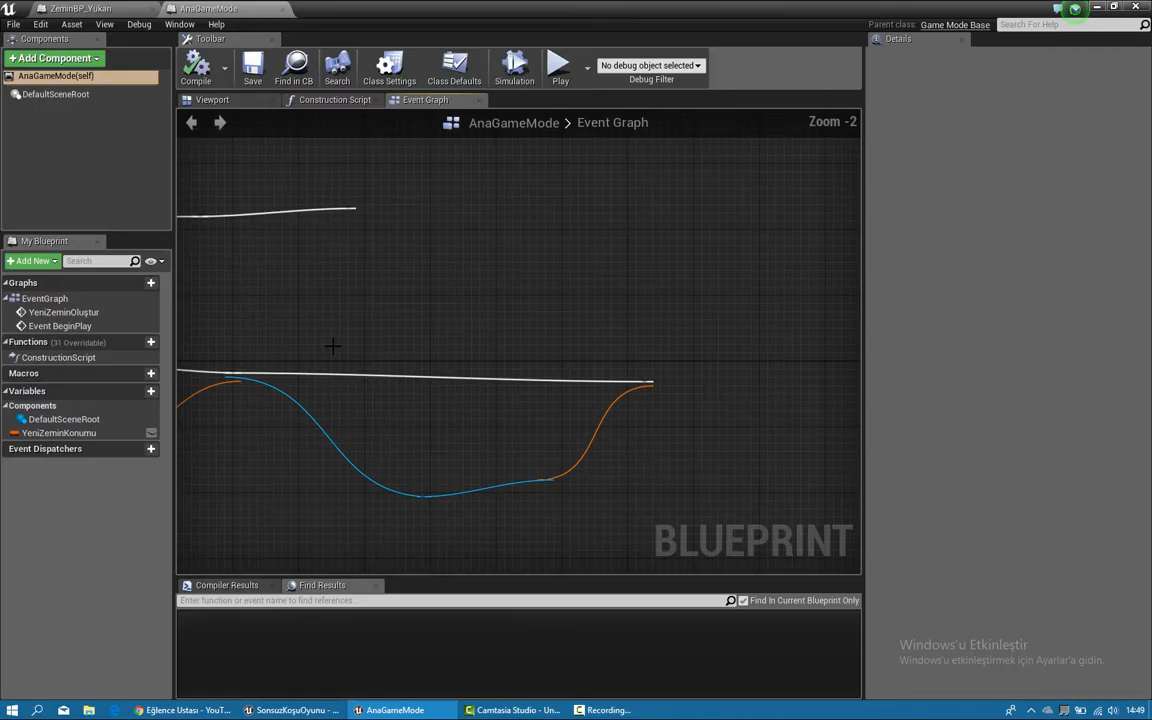 ZeminBP_Yukarı
AnaGameMode
File Edit Asset View Debug Window Help
Parent class: Game Mode Base
Search For Help
Components
Toolbar
Details
+Add Component
Compile
Save
Find in CB
Search
Class Settings
Class Defaults
Simulation
Play
No debug object selected
Debug Filter
AnaGameMode(self)
DefaultSceneRoot
Viewport
Construction Script
Event Graph
AnaGameMode > Event Graph
Zoom -2
My Blueprint
+Add New
Search
Graphs
EventGraph
YeniZeminOluştur
Event BeginPlay
Functions (31 Overridable)
ConstructionScript
Macros
Variables
Components
DefaultSceneRoot
YeniZeminKonumu
Event Dispatchers
BLUEPRINT
Compiler Results
Find Results
Enter function or event name to find references...
Find In Current Blueprint Only
Windows'u Etkinleştir
Windows'u etkinleştirmek için Ayarlar'a gidin.
Eğlence Ustası - YouT...
SonsuzKoşuOyunu - ...
AnaGameMode
Camtasia Studio - Un...
Recording...
14:49